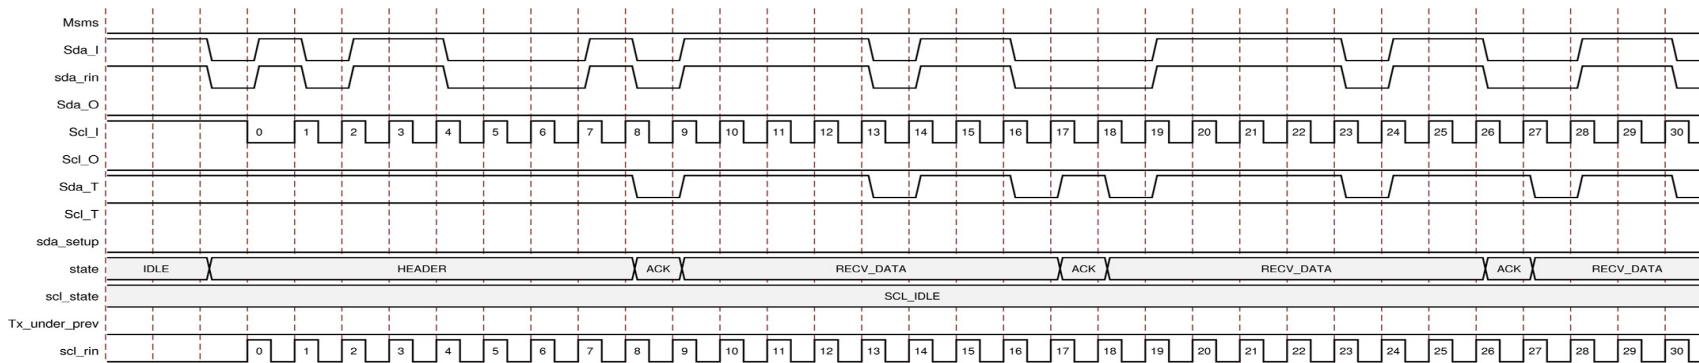 Msms
Sda_I
sda_rin
Sda_O
Scl_I 0 1 2 3 4 5 6 7 8 9 10 11 12 13 14 15 16 17 18 19 20 21 22 23 24 25 26 27 28 29 30
Scl_O
Sda_T
Scl_T
sda_setup
state IDLE HEADER ACK RECV_DATA ACK RECV_DATA ACK RECV_DATA
scl_state SCL_IDLE
Tx_under_prev
scl_rin 0 1 2 3 4 5 6 7 8 9 10 11 12 13 14 15 16 17 18 19 20 21 22 23 24 25 26 27 28 29 30